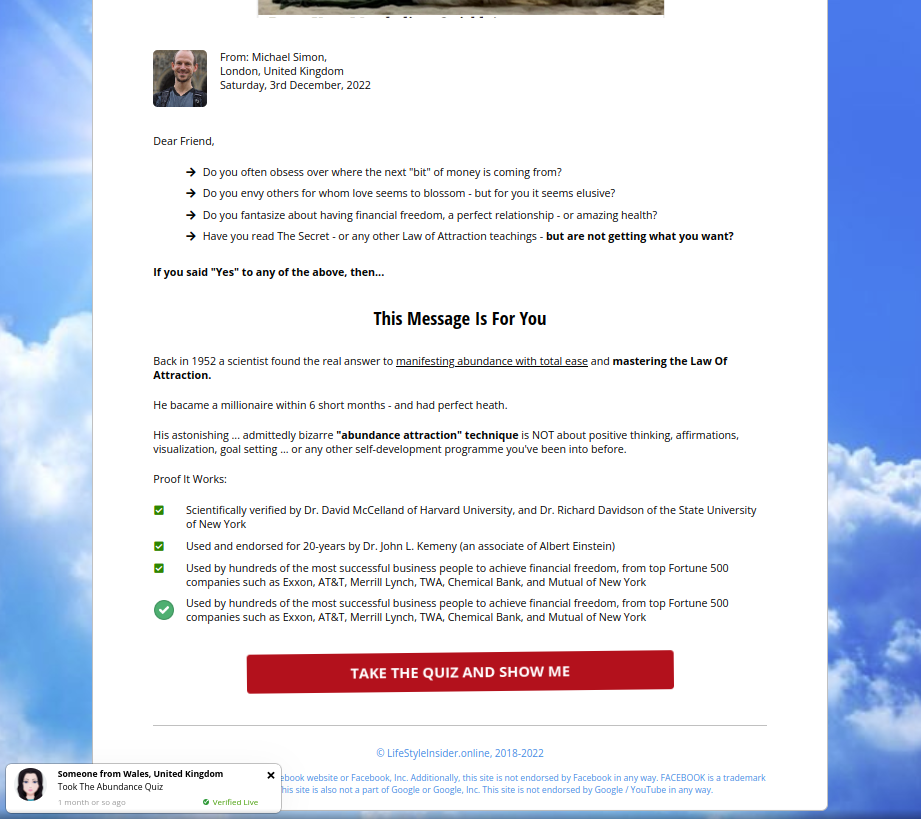 From: Michael Simon,
London, United Kingdom
Saturday, 3rd December, 2022
Dear Friend,
→ Do you often obsess over where the next "bit" of money is coming from?
→ Do you envy others for whom love seems to blossom - but for you it seems elusive?
→ Do you fantasize about having financial freedom, a perfect relationship - or amazing health?
→ Have you read The Secret - or any other Law of Attraction teachings - but are not getting what you want?
If you said "Yes" to any of the above, then...
This Message Is For You
Back in 1952 a scientist found the real answer to manifesting abundance with total ease and mastering the Law Of
Attraction.
He bacame a millionaire within 6 short months - and had perfect heath.
His astonishing ... admittedly bizarre "abundance attraction" technique is NOT about positive thinking, affirmations,
visualization, goal setting ... or any other self-development programme you've been into before.
Proof It Works:
Scientifically verified by Dr. David McCelland of Harvard University, and Dr. Richard Davidson of the State University
of New York
Used and endorsed for 20-years by Dr. John L. Kemeny (an associate of Albert Einstein)
Used by hundreds of the most successful business people to achieve financial freedom, from top Fortune 500
companies such as Exxon, AT&T, Merrill Lynch, TWA, Chemical Bank, and Mutual of New York
Used by hundreds of the most successful business people to achieve financial freedom, from top Fortune 500
companies such as Exxon, AT&T, Merrill Lynch, TWA, Chemical Bank, and Mutual of New York
TAKE THE QUIZ AND SHOW ME
© LifeStyleInsider.online, 2018-2022
ebook website or Facebook, Inc. Additionally, this site is not endorsed by Facebook in any way. FACEBOOK is a trademark
his site is also not a part of Google or Google, Inc. This site is not endorsed by Google / YouTube in any way.
Someone from Wales, United Kingdom
Took The Abundance Quiz
1 month or so ago
Verified Live